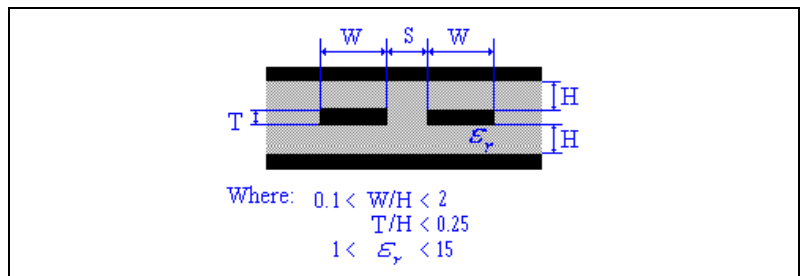 W S W
H
T
εr H
Where: 0.1 < W/H < 2
T/H < 0.25
1 < εr < 15